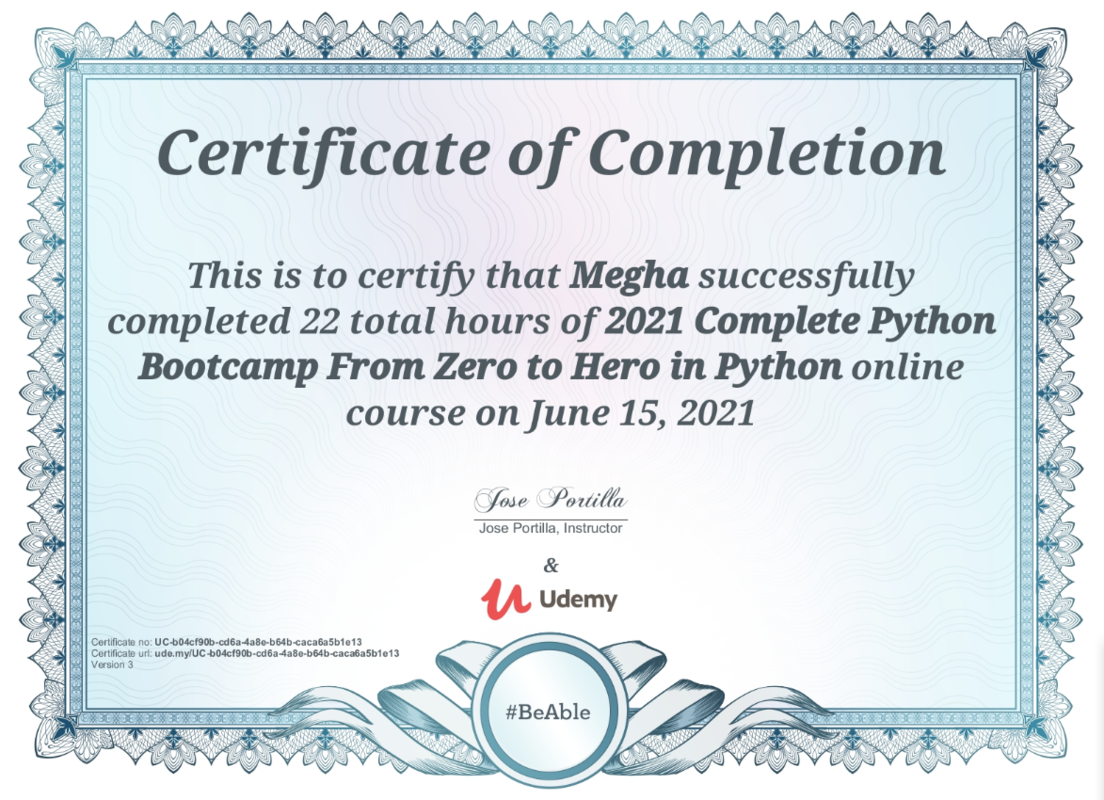 Certificate of Completion
This is to certify that Megha successfully
completed 22 total hours of 2021 Complete Python
Bootcamp From Zero to Hero in Python online
course on June 15, 2021
Jose Portilla
Jose Portilla, Instructor
&
Udemy
Certificate no: UC-b04cf90b-cd6a-4a8e-b64b-caca6a5b1e13
Certificate url: ude.my/UC-b04cf90b-cd6a-4a8e-b64b-caca6a5b1e13
Version 3
#BeAble